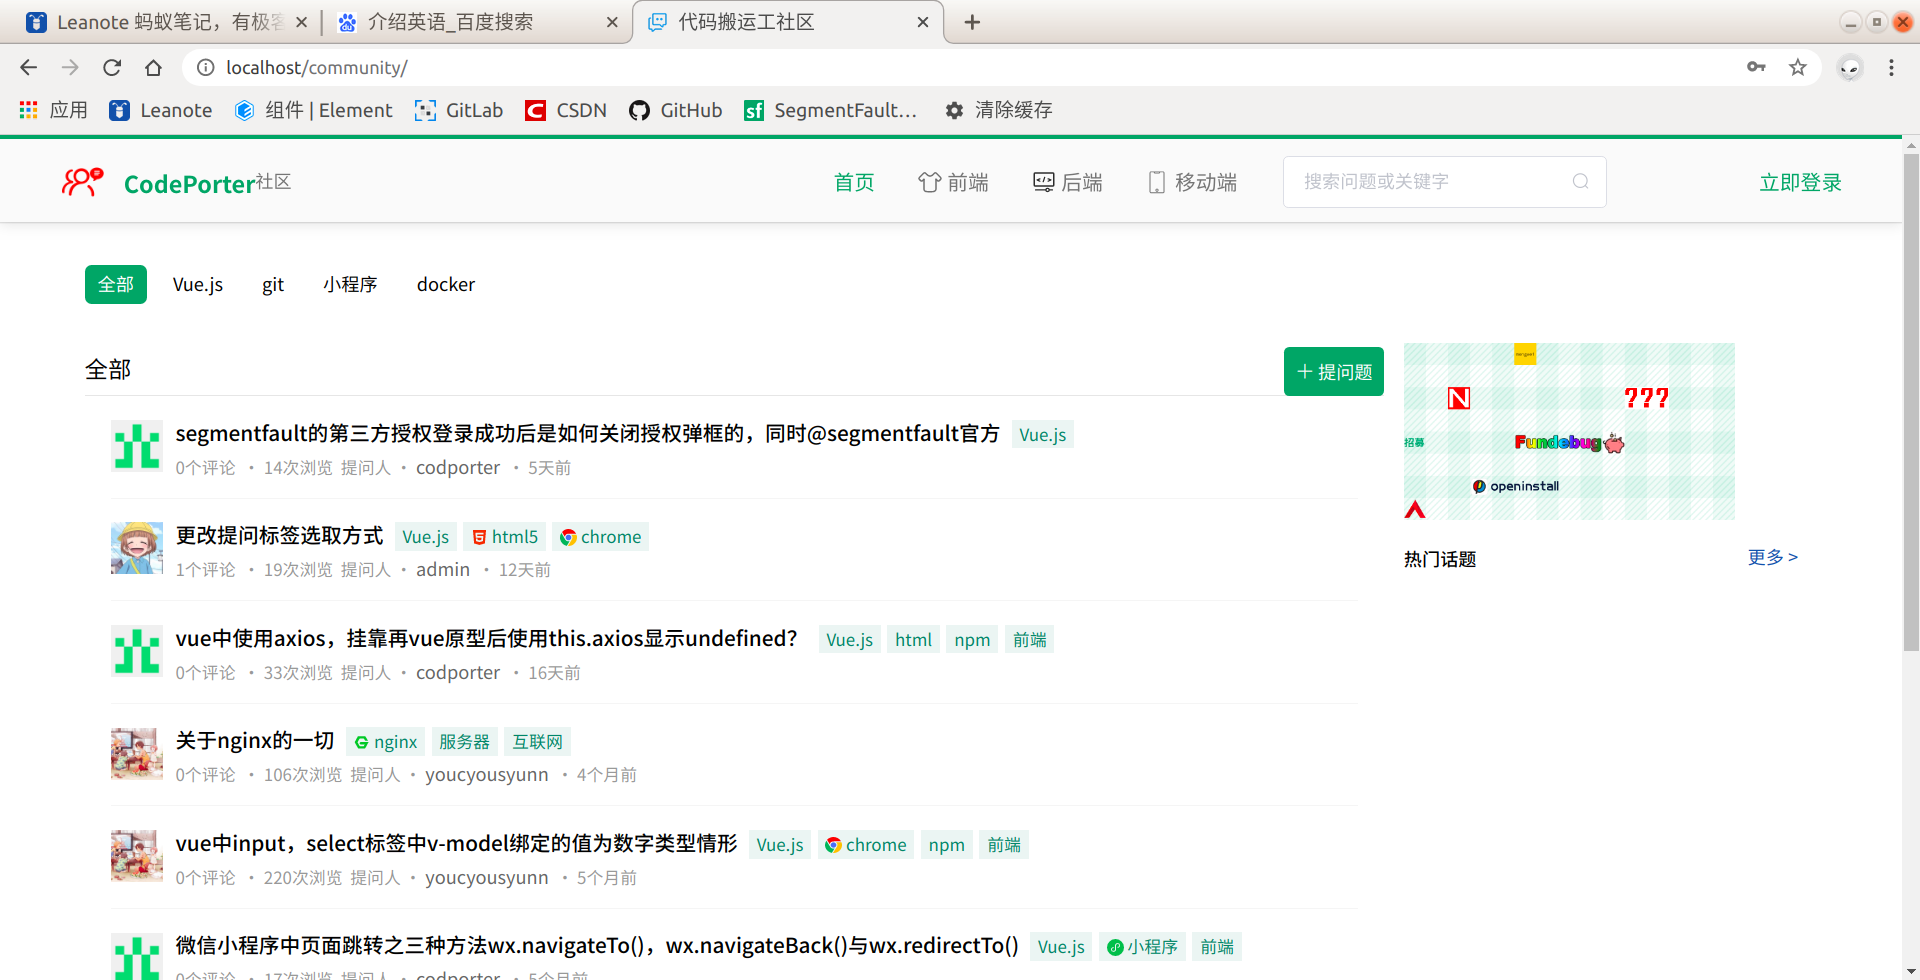 Leanote 蚂蚁笔记，有极客
介绍英语_百度搜索
代码搬运工社区
localhost/community/
应用
Leanote
组件 | Element
GitLab
CSDN
GitHub
SegmentFault...
清除缓存
CodePorter社区
首页
前端
后端
移动端
搜索问题或关键字
立即登录
全部
Vue.js
git
小程序
docker
全部
提问题
segmentfault的第三方授权登录成功后是如何关闭授权弹框的，同时@segmentfault官方 Vue.js
0个评论 • 14次浏览 提问人 • codporter • 5天前
更改提问标签选取方式 Vue.js html5 chrome
1个评论 • 19次浏览 提问人 • admin • 12天前
vue中使用axios，挂靠再vue原型后使用this.axios显示undefined？ Vue.js html npm 前端
0个评论 • 33次浏览 提问人 • codporter • 16天前
关于nginx的一切 nginx 服务器 互联网
0个评论 • 106次浏览 提问人 • youcyousyunn • 4个月前
vue中input，select标签中v-model绑定的值为数字类型情形 Vue.js chrome npm 前端
0个评论 • 220次浏览 提问人 • youcyousyunn • 5个月前
微信小程序中页面跳转之三种方法wx.navigateTo()，wx.navigateBack()与wx.redirectTo() Vue.js 小程序 前端
0个评论 • 17次浏览 提问人 • codporter • 5个月前
N
???
招募
Fundebug
openinstall
热门话题
更多 >